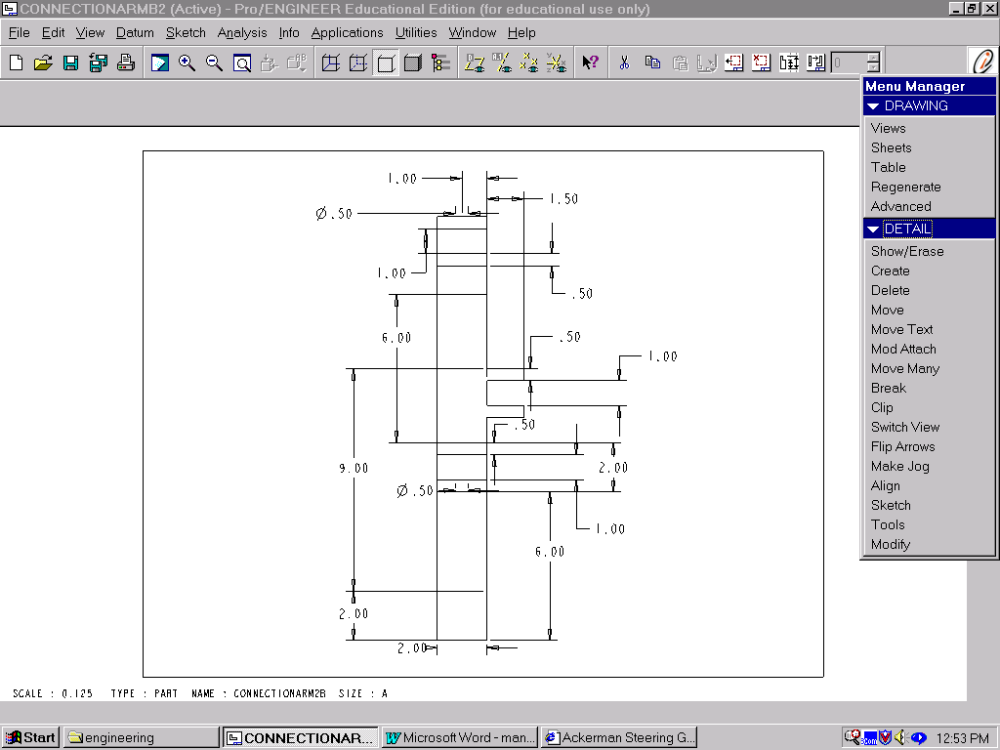 CONNECTIONARMB2 (Active) - Pro/ENGINEER Educational Edition (for educational use only)
File Edit View Datum Sketch Analysis Info Applications Utilities Window Help
0
Menu Manager
DRAWING
Views
Sheets
Table
Regenerate
Advanced
DETAIL
Show/Erase
Create
Delete
Move
Move Text
Mod Attach
Move Many
Break
Clip
Switch View
Flip Arrows
Make Jog
Align
Sketch
Tools
Modify
1.00
1.50
Ø.50
1.00
.50
6.00
.50
1.00
.50
9.00
2.00
Ø.50
1.00
6.00
2.00
2.00
SCALE : 0.125 TYPE : PART NAME : CONNECTIONARM2B SIZE : A
Start engineering CONNECTIONAR... Microsoft Word - man... Ackerman Steering G... 12:53 PM